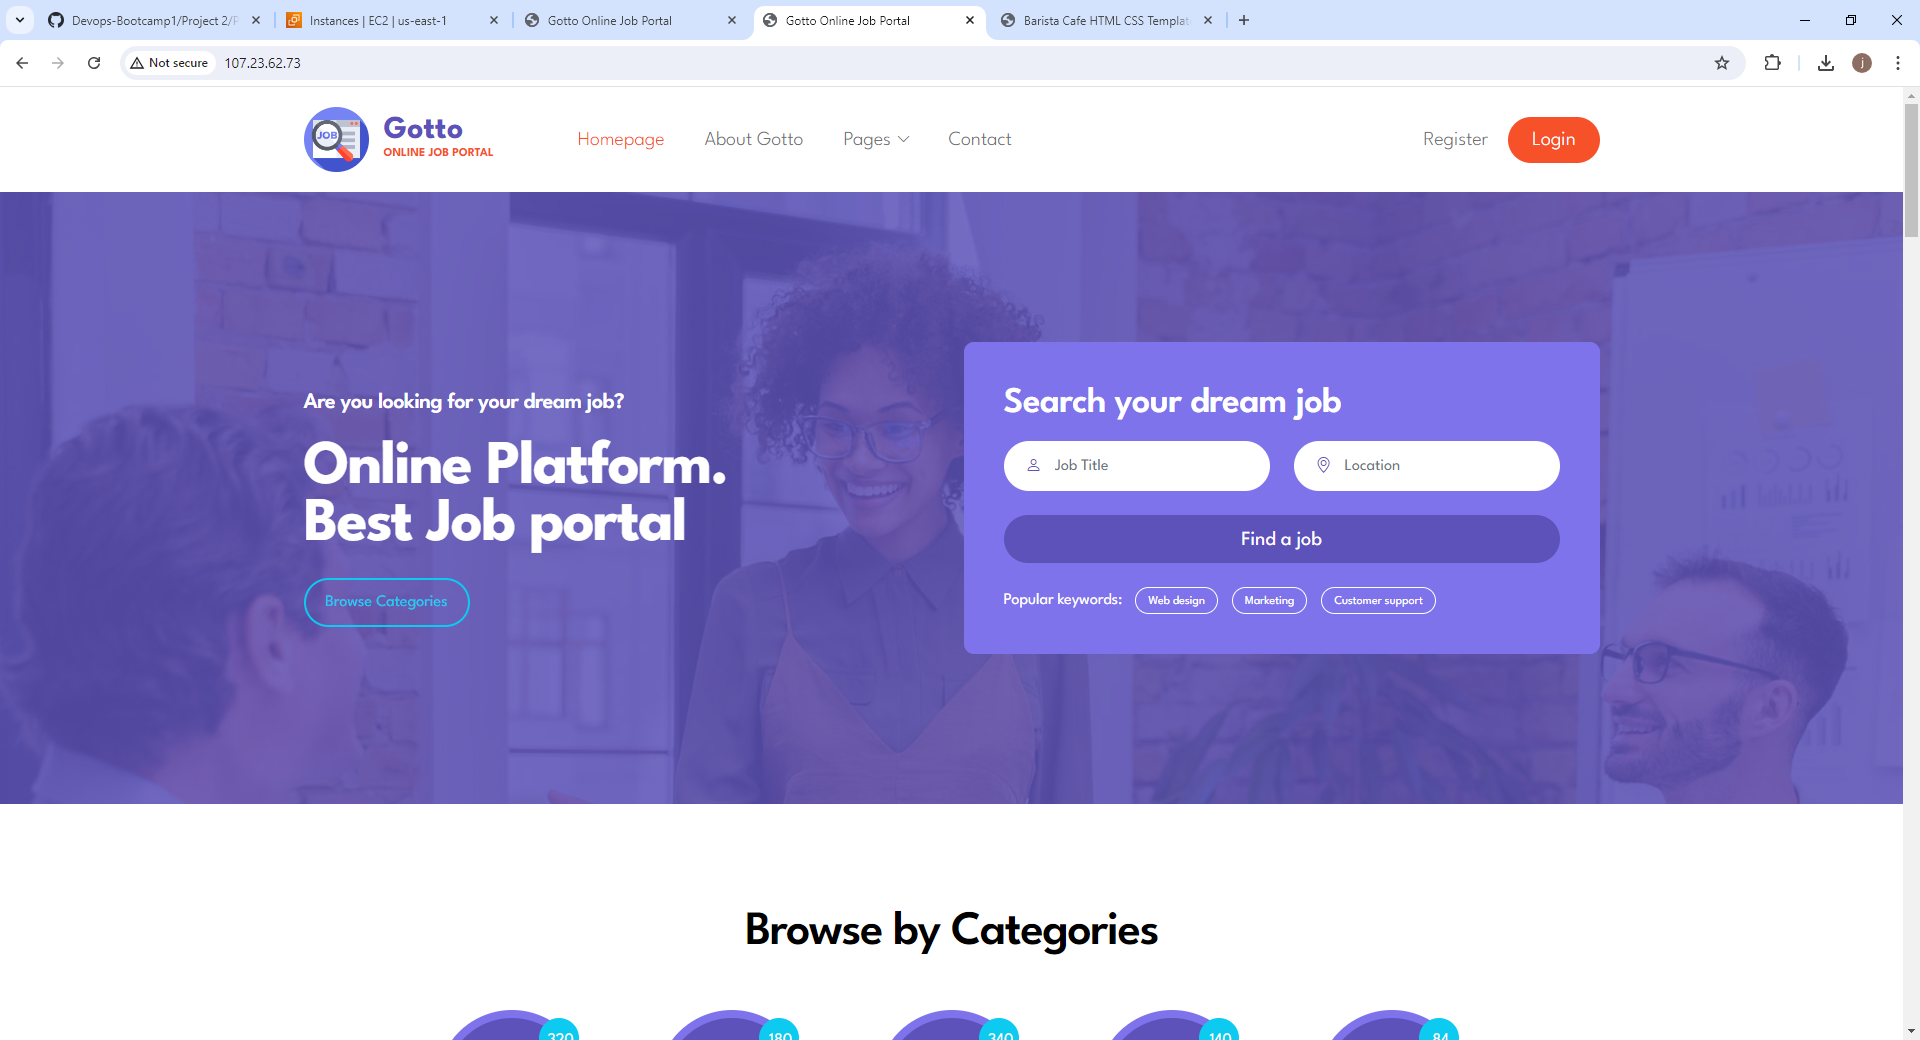 Devops-Bootcamp1/Project 2/P
Instances | EC2 | us-east-1
Gotto Online Job Portal
Gotto Online Job Portal
Barista Cafe HTML CSS Templat
Not secure
107.23.62.73
j
JOB
Gotto
ONLINE JOB PORTAL
Homepage
About Gotto
Pages
Contact
Register
Login
Are you looking for your dream job?
Online Platform.
Best Job portal
Browse Categories
Search your dream job
Job Title
Location
Find a job
Popular keywords:
Web design
Marketing
Customer support
Browse by Categories
320
180
340
140
84